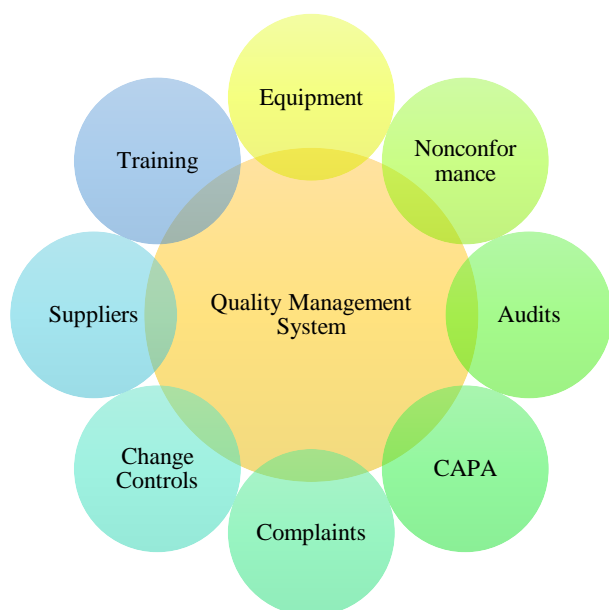 Equipment
Nonconfor
mance
Audits
CAPA
Complaints
Change
Controls
Suppliers
Training
Quality Management
System